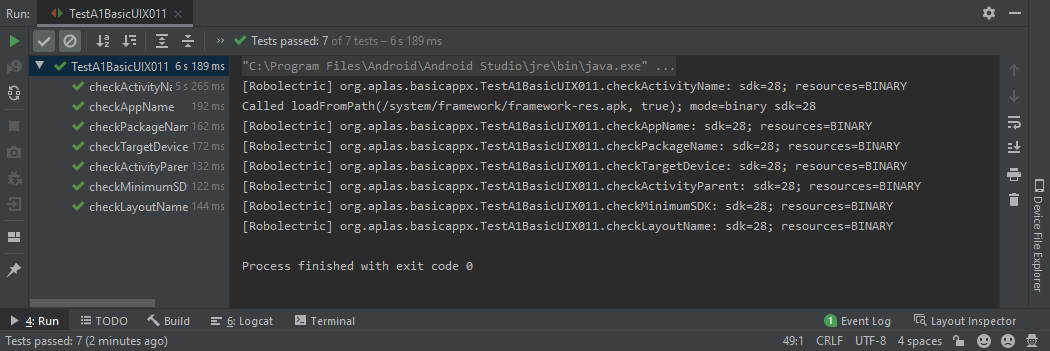 Run: TestA1BasicUIX011
Tests passed: 7 of 7 tests – 6 s 189 ms
TestA1BasicUIX011 6 s 189 ms
checkActivityNa 5 s 265 ms
checkAppName 192 ms
checkPackageNam 162 ms
checkTargetDevice 172 ms
checkActivityParen 132 ms
checkMinimumSD 122 ms
checkLayoutName 144 ms
"C:\Program Files\Android\Android Studio\jre\bin\java.exe" ...
[Robolectric] org.aplas.basicappx.TestA1BasicUIX011.checkActivityName: sdk=28; resources=BINARY
Called loadFromPath(/system/framework/framework-res.apk, true); mode=binary sdk=28
[Robolectric] org.aplas.basicappx.TestA1BasicUIX011.checkAppName: sdk=28; resources=BINARY
[Robolectric] org.aplas.basicappx.TestA1BasicUIX011.checkPackageName: sdk=28; resources=BINARY
[Robolectric] org.aplas.basicappx.TestA1BasicUIX011.checkTargetDevice: sdk=28; resources=BINARY
[Robolectric] org.aplas.basicappx.TestA1BasicUIX011.checkActivityParent: sdk=28; resources=BINARY
[Robolectric] org.aplas.basicappx.TestA1BasicUIX011.checkMinimumSDK: sdk=28; resources=BINARY
[Robolectric] org.aplas.basicappx.TestA1BasicUIX011.checkLayoutName: sdk=28; resources=BINARY
Process finished with exit code 0
Device File Explorer
4: Run TODO Build 6: Logcat Terminal 1 Event Log Layout Inspector
Tests passed: 7 (2 minutes ago) 49:1 CRLF UTF-8 4 spaces